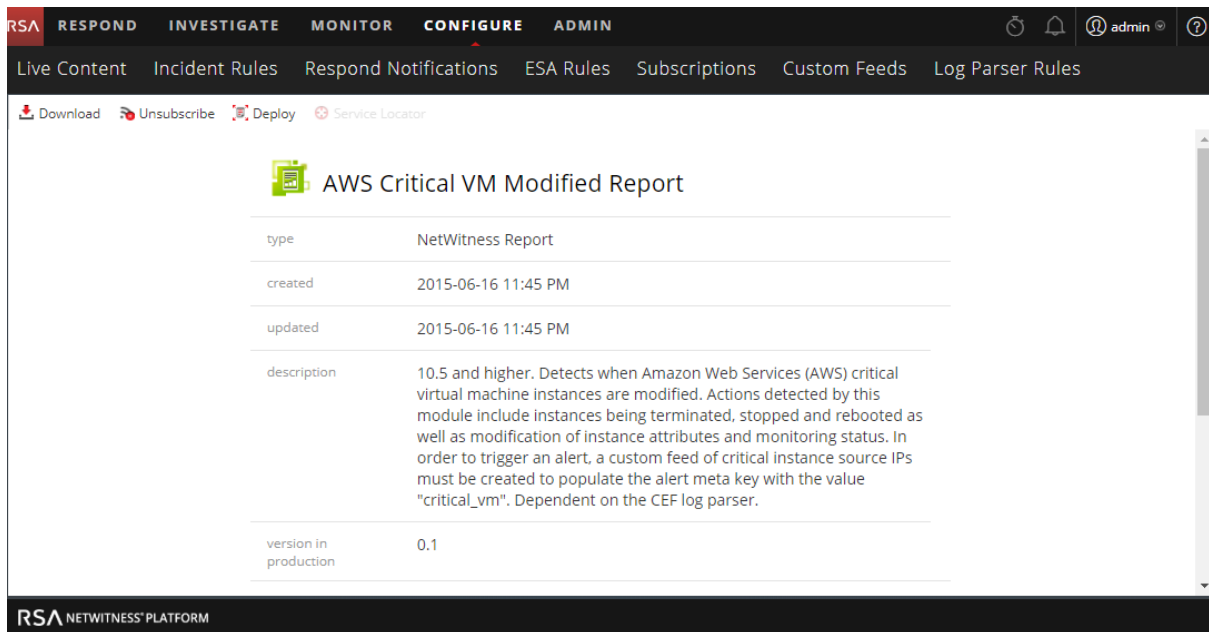 RSA RESPOND INVESTIGATE MONITOR CONFIGURE ADMIN admin ?
Live Content Incident Rules Respond Notifications ESA Rules Subscriptions Custom Feeds Log Parser Rules
Download Unsubscribe Deploy Service Locator
AWS Critical VM Modified Report
type NetWitness Report
created 2015-06-16 11:45 PM
updated 2015-06-16 11:45 PM
description 10.5 and higher. Detects when Amazon Web Services (AWS) critical
virtual machine instances are modified. Actions detected by this
module include instances being terminated, stopped and rebooted as
well as modification of instance attributes and monitoring status. In
order to trigger an alert, a custom feed of critical instance source IPs
must be created to populate the alert meta key with the value
"critical_vm". Dependent on the CEF log parser.
version in 0.1
production
RSA NETWITNESS® PLATFORM